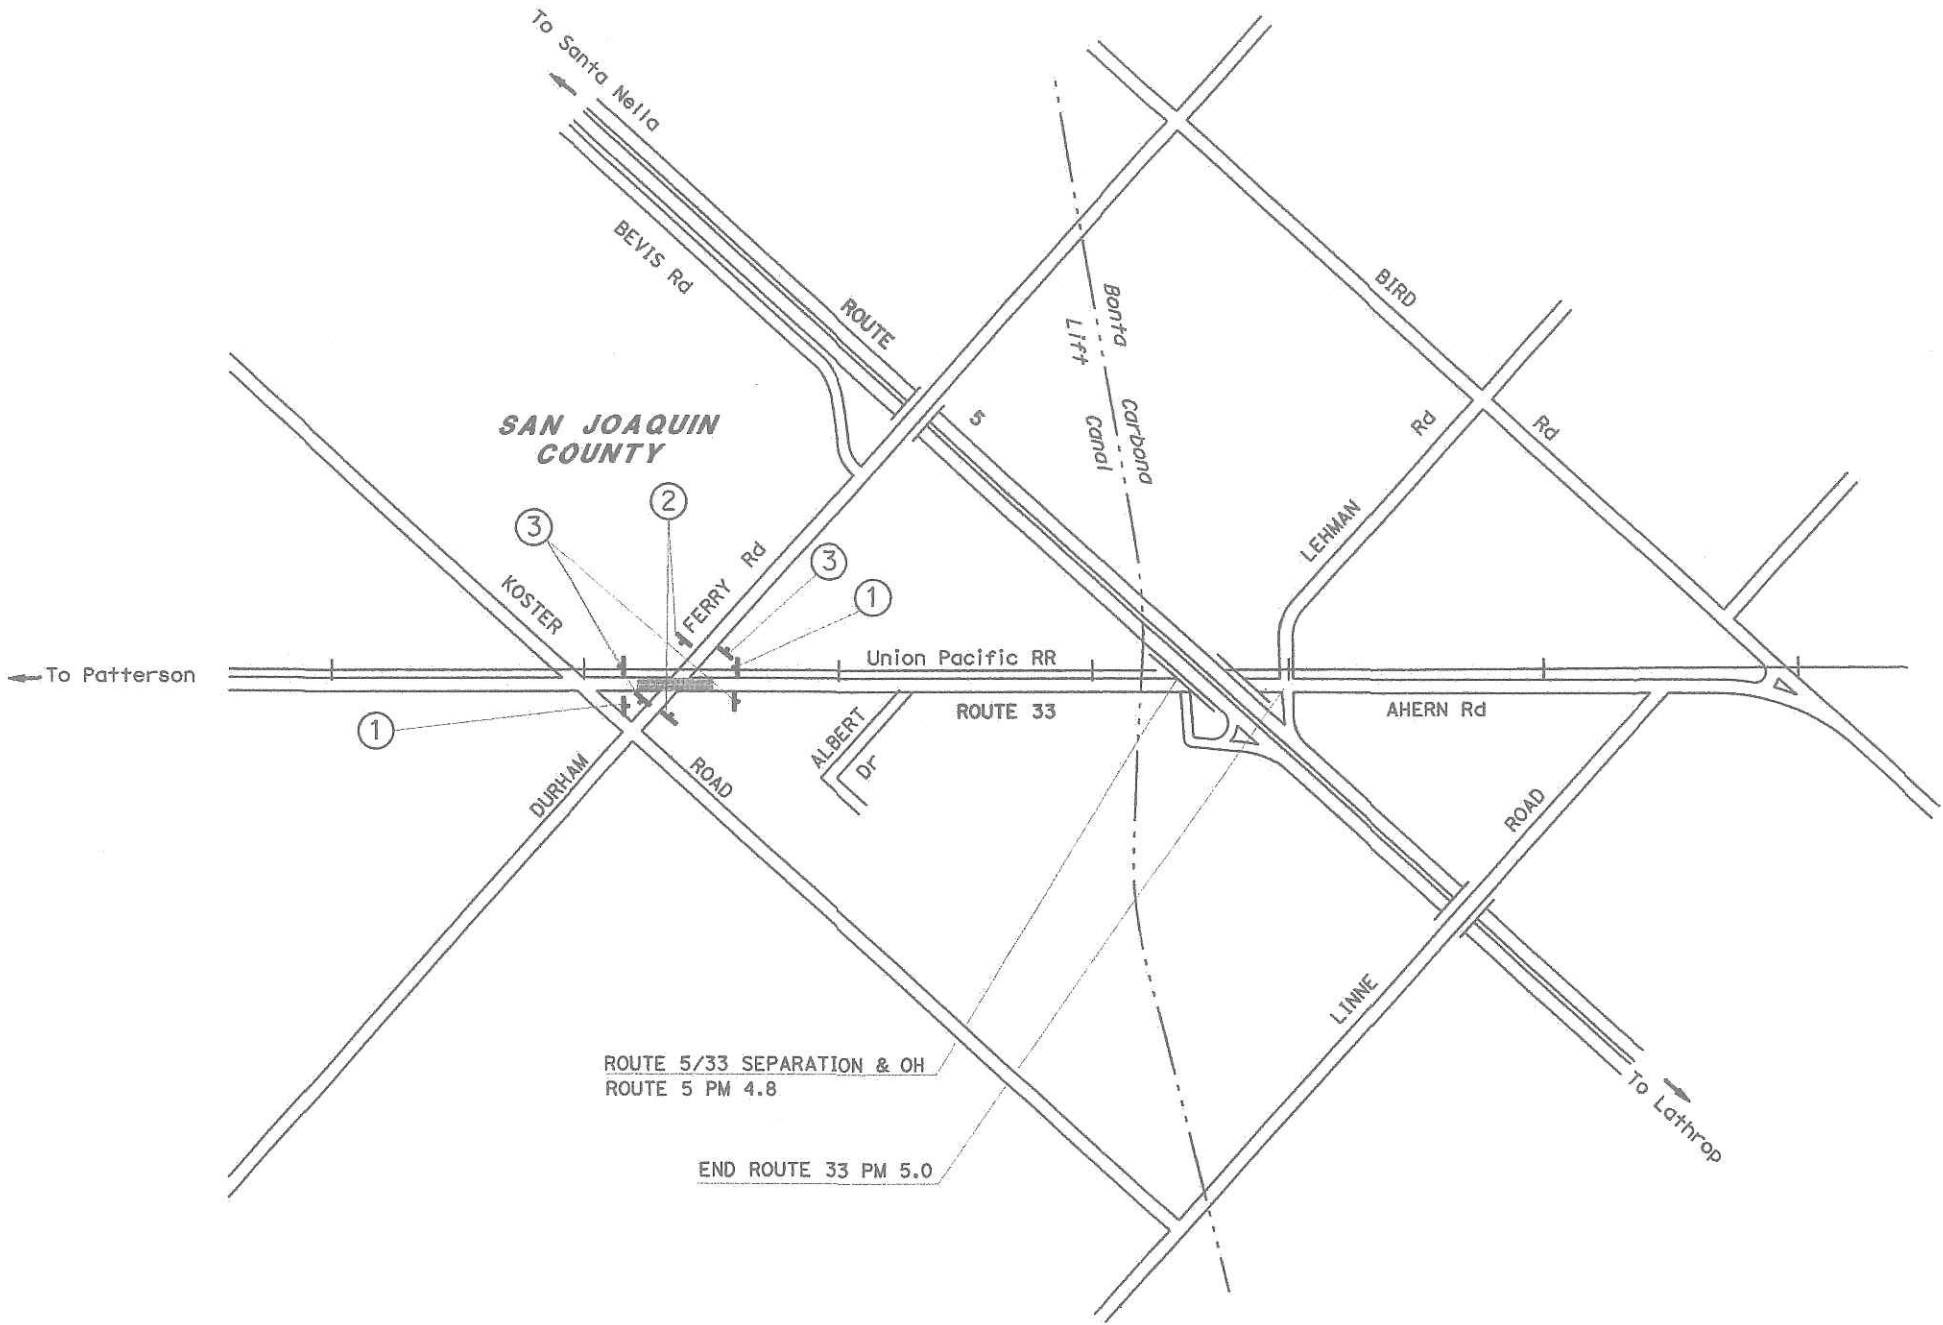 To Santa Nella
BEVIS Rd
ROUTE
5
BIRD
Rd
Banta
Lift
Carbona
Canal
SAN JOAQUIN
COUNTY
2
3
3
1
LEHMAN
Rd
KOSTER
FERRY
Rd
To Patterson
Union Pacific RR
1
ROUTE 33
AHERN Rd
ALBERT
Dr
DURHAM
ROAD
ROAD
LINNE
ROUTE 5/33 SEPARATION & OH
ROUTE 5 PM 4.8
END ROUTE 33 PM 5.0
To Lathrop